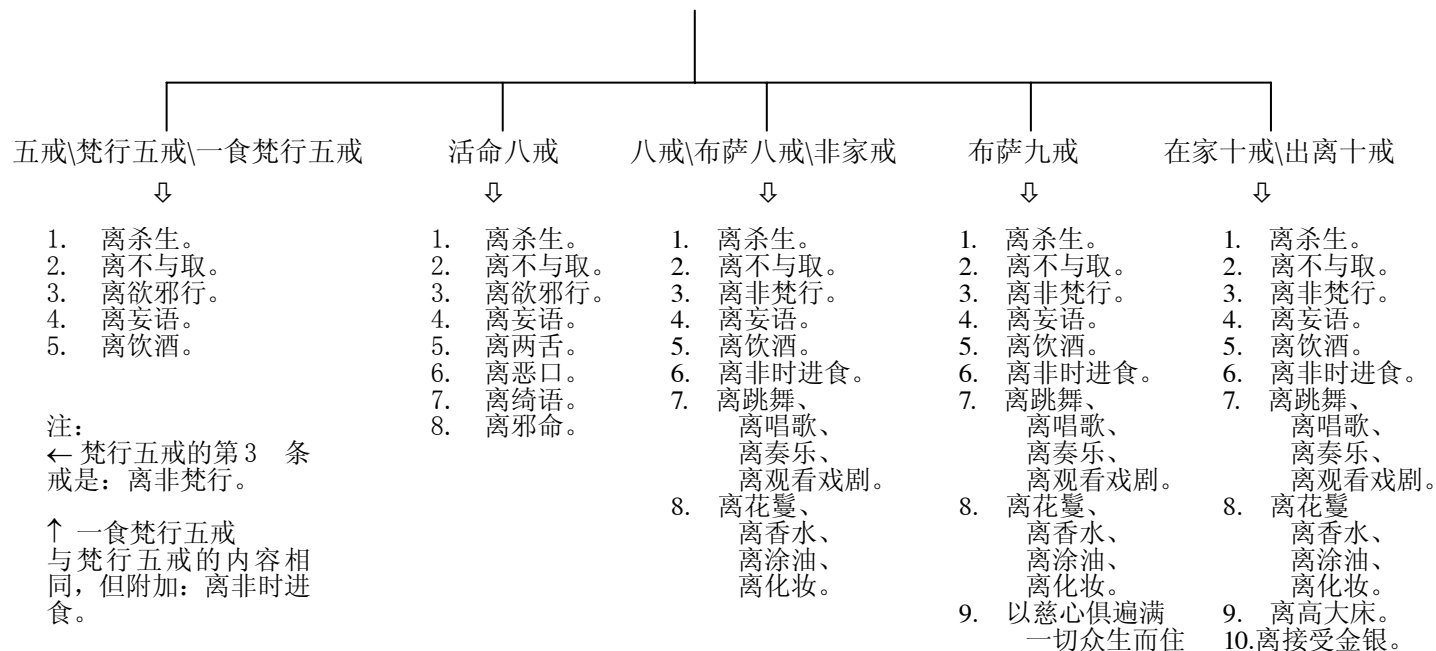 五戒\梵行五戒\一食梵行五戒
⇩
1. 离杀生。
2. 离不与取。
3. 离欲邪行。
4. 离妄语。
5. 离饮酒。
注：
← 梵行五戒的第3 条
戒是：离非梵行。
↑ 一食梵行五戒
与梵行五戒的内容相
同，但附加：离非时进
食。
活命八戒
⇩
1. 离杀生。
2. 离不与取。
3. 离欲邪行。
4. 离妄语。
5. 离两舌。
6. 离恶口。
7. 离绮语。
8. 离邪命。
八戒\布萨八戒\非家戒
⇩
1. 离杀生。
2. 离不与取。
3. 离非梵行。
4. 离妄语。
5. 离饮酒。
6. 离非时进食。
7. 离跳舞、
离唱歌、
离奏乐、
离观看戏剧。
8. 离花鬘、
离香水、
离涂油、
离化妆。
布萨九戒
⇩
1. 离杀生。
2. 离不与取。
3. 离非梵行。
4. 离妄语。
5. 离饮酒。
6. 离非时进食。
7. 离跳舞、
离唱歌、
离奏乐、
离观看戏剧。
8. 离花鬘、
离香水、
离涂油、
离化妆。
9. 以慈心俱遍满
一切众生而住
在家十戒\出离十戒
⇩
1. 离杀生。
2. 离不与取。
3. 离非梵行。
4. 离妄语。
5. 离饮酒。
6. 离非时进食。
7. 离跳舞、
离唱歌、
离奏乐、
离观看戏剧。
8. 离花鬘
离香水、
离涂油、
离化妆。
9. 离高大床。
10.离接受金银。